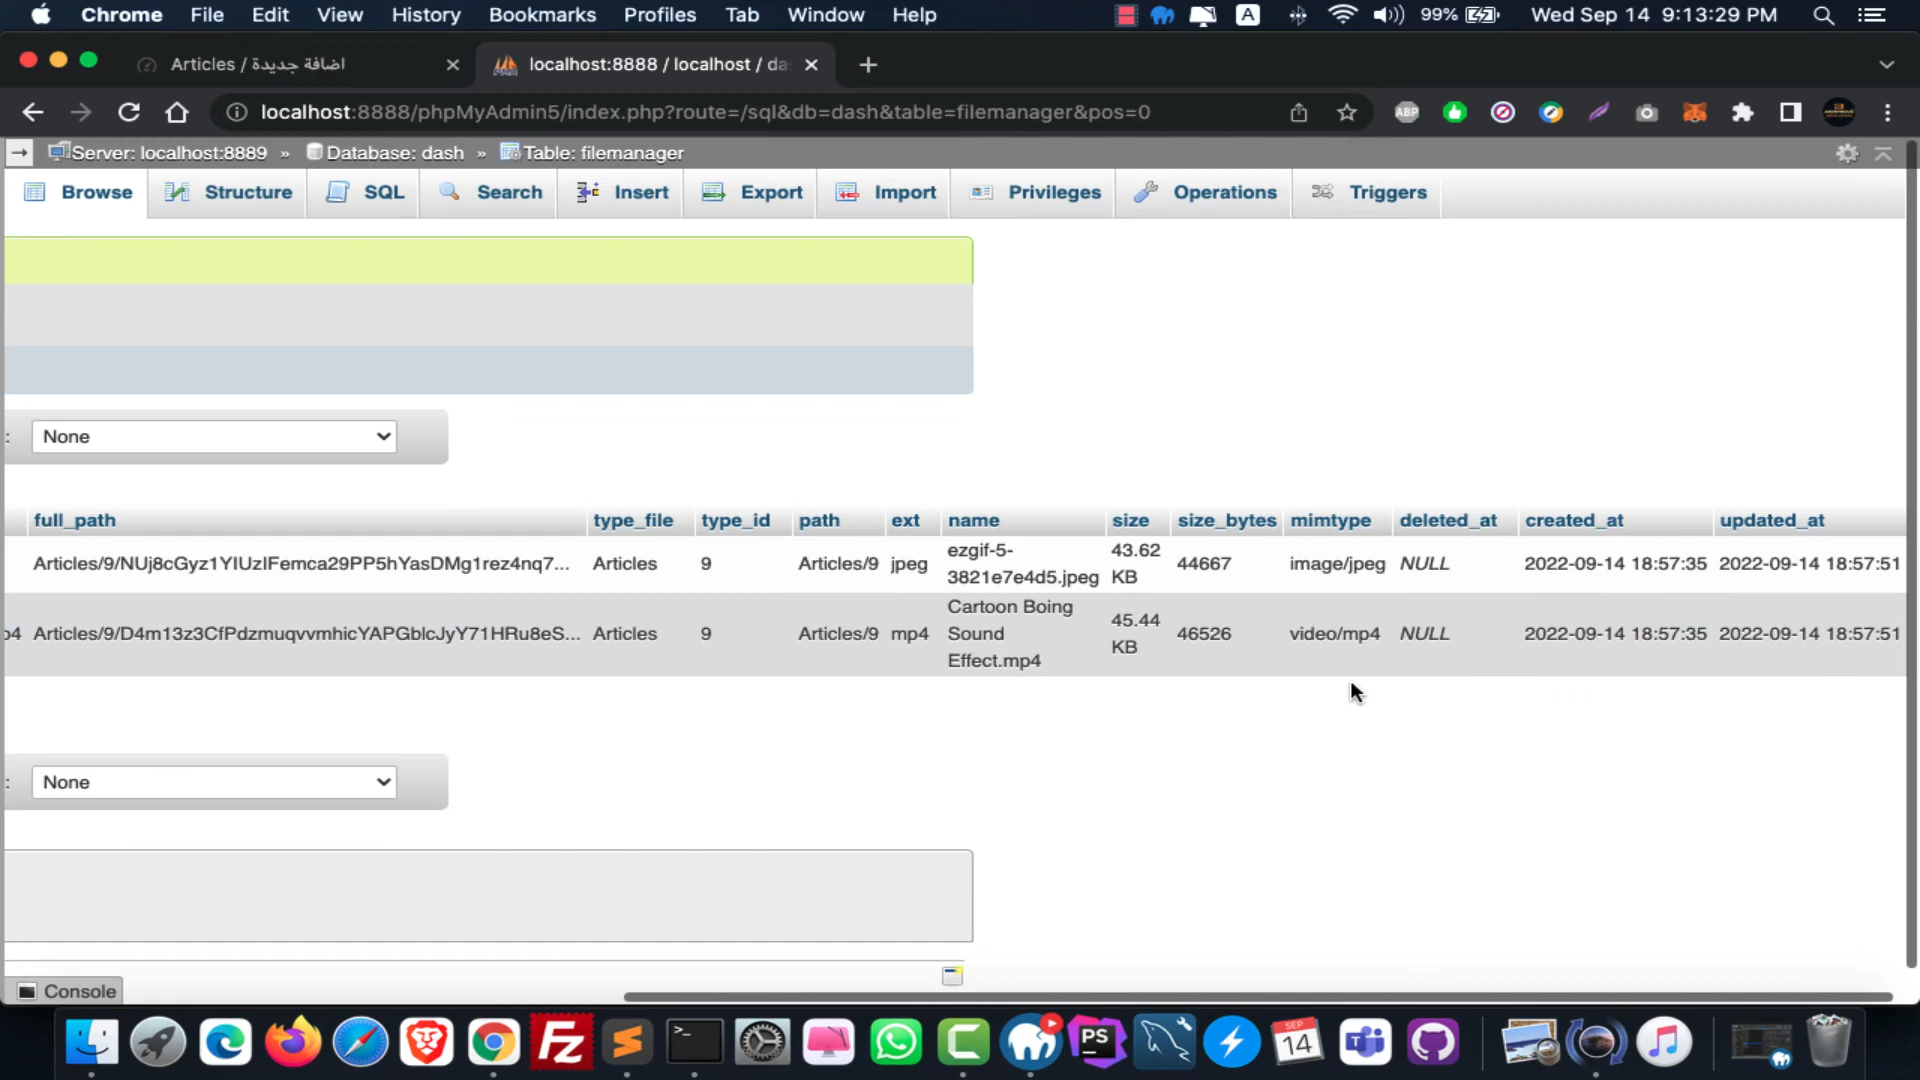 Chrome File Edit View History Bookmarks Profiles Tab Window Help A 99% Wed Sep 14 9:13:29 PM
Articles / اضافة جديدة
localhost:8888 / localhost / da
localhost:8888/phpMyAdmin5/index.php?route=/sql&db=dash&table=filemanager&pos=0
ABP
Server: localhost:8889 » Database: dash » Table: filemanager
Browse Structure SQL Search Insert Export Import Privileges Operations Triggers
: None
full_path type_file type_id path ext name size size_bytes mimtype deleted_at created_at updated_at
Articles/9/NUj8cGyz1YIUzIFemca29PP5hYasDMg1rez4nq7... Articles 9 Articles/9 jpeg ezgif-5-3821e7e4d5.jpeg 43.62 KB 44667 image/jpeg NULL 2022-09-14 18:57:35 2022-09-14 18:57:51
p4 Articles/9/D4m13z3CfPdzmuqvvmhicYAPGblcJyY71HRu8eS... Articles 9 Articles/9 mp4 Cartoon Boing Sound Effect.mp4 45.44 KB 46526 video/mp4 NULL 2022-09-14 18:57:35 2022-09-14 18:57:51
: None
Console
Fz PS SEP 14